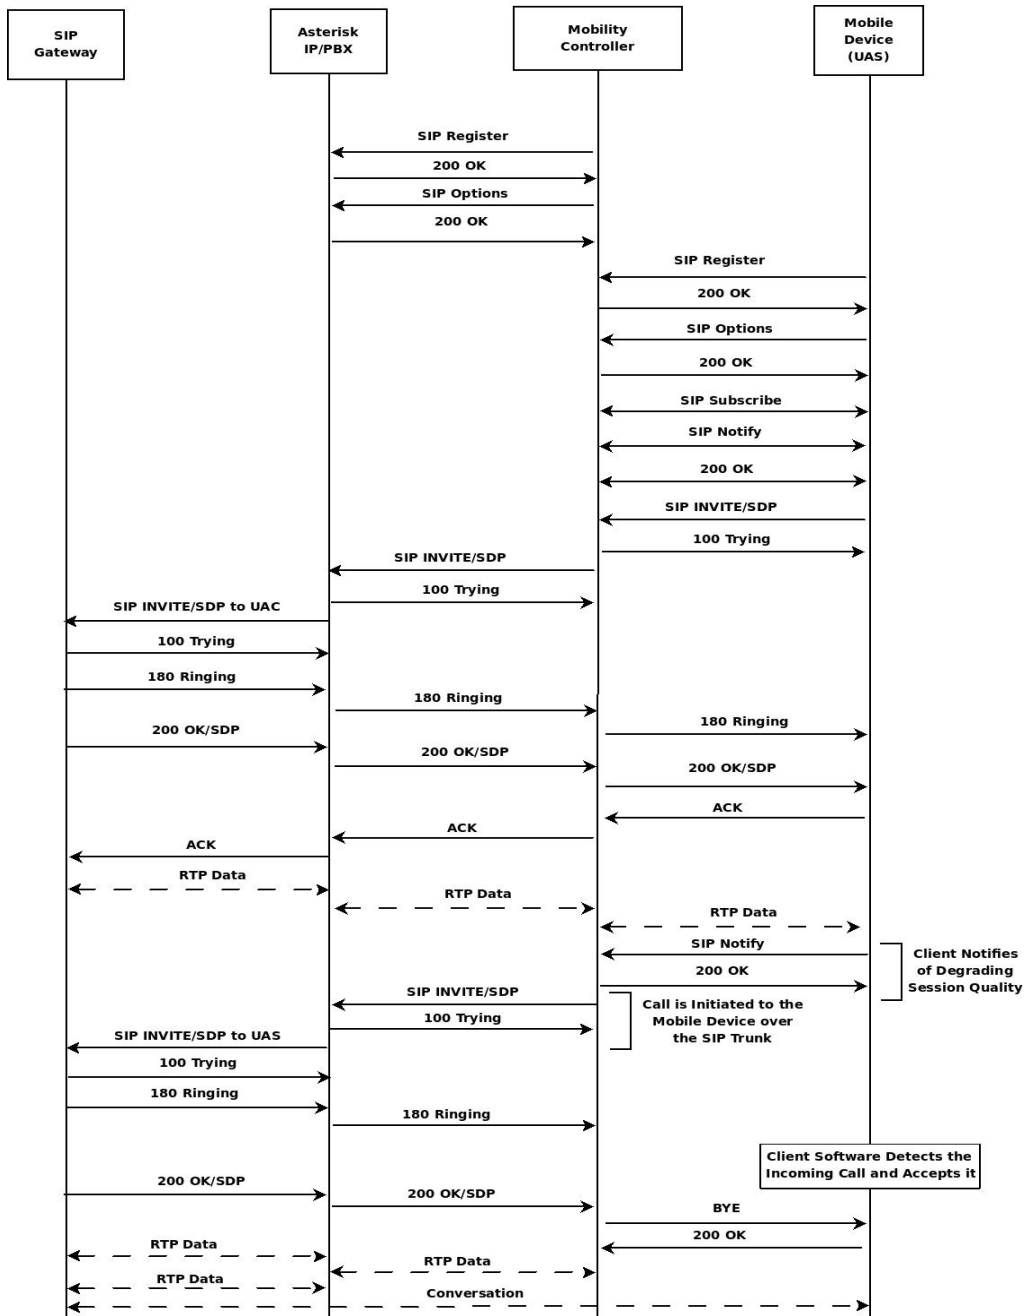 SIP
Gateway
Asterisk
IP/PBX
Mobility
Controller
Mobile
Device
(UAS)
SIP Register
200 OK
SIP Options
200 OK
SIP Register
200 OK
SIP Options
200 OK
SIP Subscribe
SIP Notify
200 OK
SIP INVITE/SDP
100 Trying
SIP INVITE/SDP
100 Trying
SIP INVITE/SDP to UAC
100 Trying
180 Ringing
180 Ringing
180 Ringing
200 OK/SDP
200 OK/SDP
200 OK/SDP
ACK
ACK
ACK
RTP Data
RTP Data
RTP Data
SIP Notify
200 OK
Client Notifies
of Degrading
Session Quality
SIP INVITE/SDP
100 Trying
Call is Initiated to the
Mobile Device over
the SIP Trunk
SIP INVITE/SDP to UAS
100 Trying
180 Ringing
180 Ringing
Client Software Detects the
Incoming Call and Accepts it
200 OK/SDP
200 OK/SDP
BYE
200 OK
RTP Data
RTP Data
RTP Data
Conversation